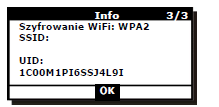 Info 3/3
Szyfrowanie WiFi: WPA2
SSID:
UID:
1C00M1PI6SSJ4L9I
OK